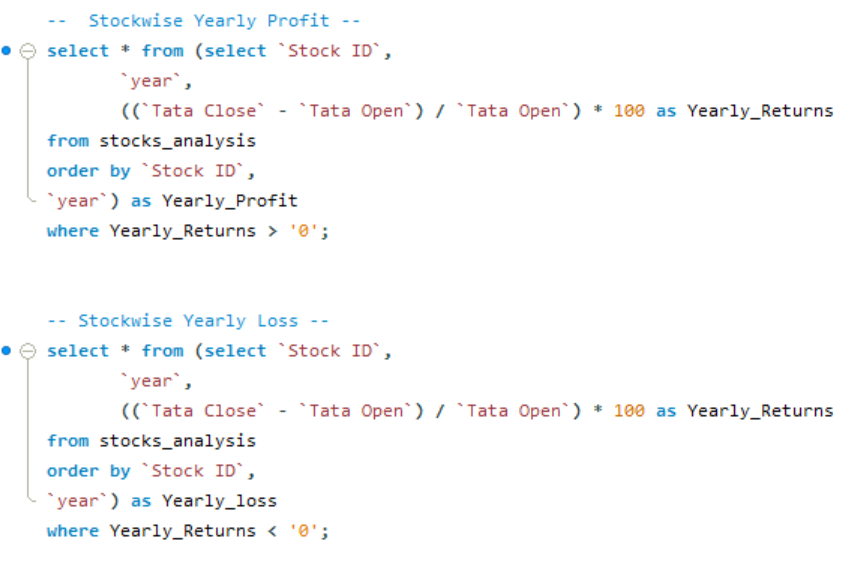 --  Stockwise Yearly Profit --
select * from (select `Stock ID`,
`year`,
((`Tata Close` - `Tata Open`) / `Tata Open`) * 100 as Yearly_Returns
from stocks_analysis
order by `Stock ID`,
`year`) as Yearly_Profit
where Yearly_Returns > '0';
-- Stockwise Yearly Loss --
select * from (select `Stock ID`,
`year`,
((`Tata Close` - `Tata Open`) / `Tata Open`) * 100 as Yearly_Returns
from stocks_analysis
order by `Stock ID`,
`year`) as Yearly_loss
where Yearly_Returns < '0';